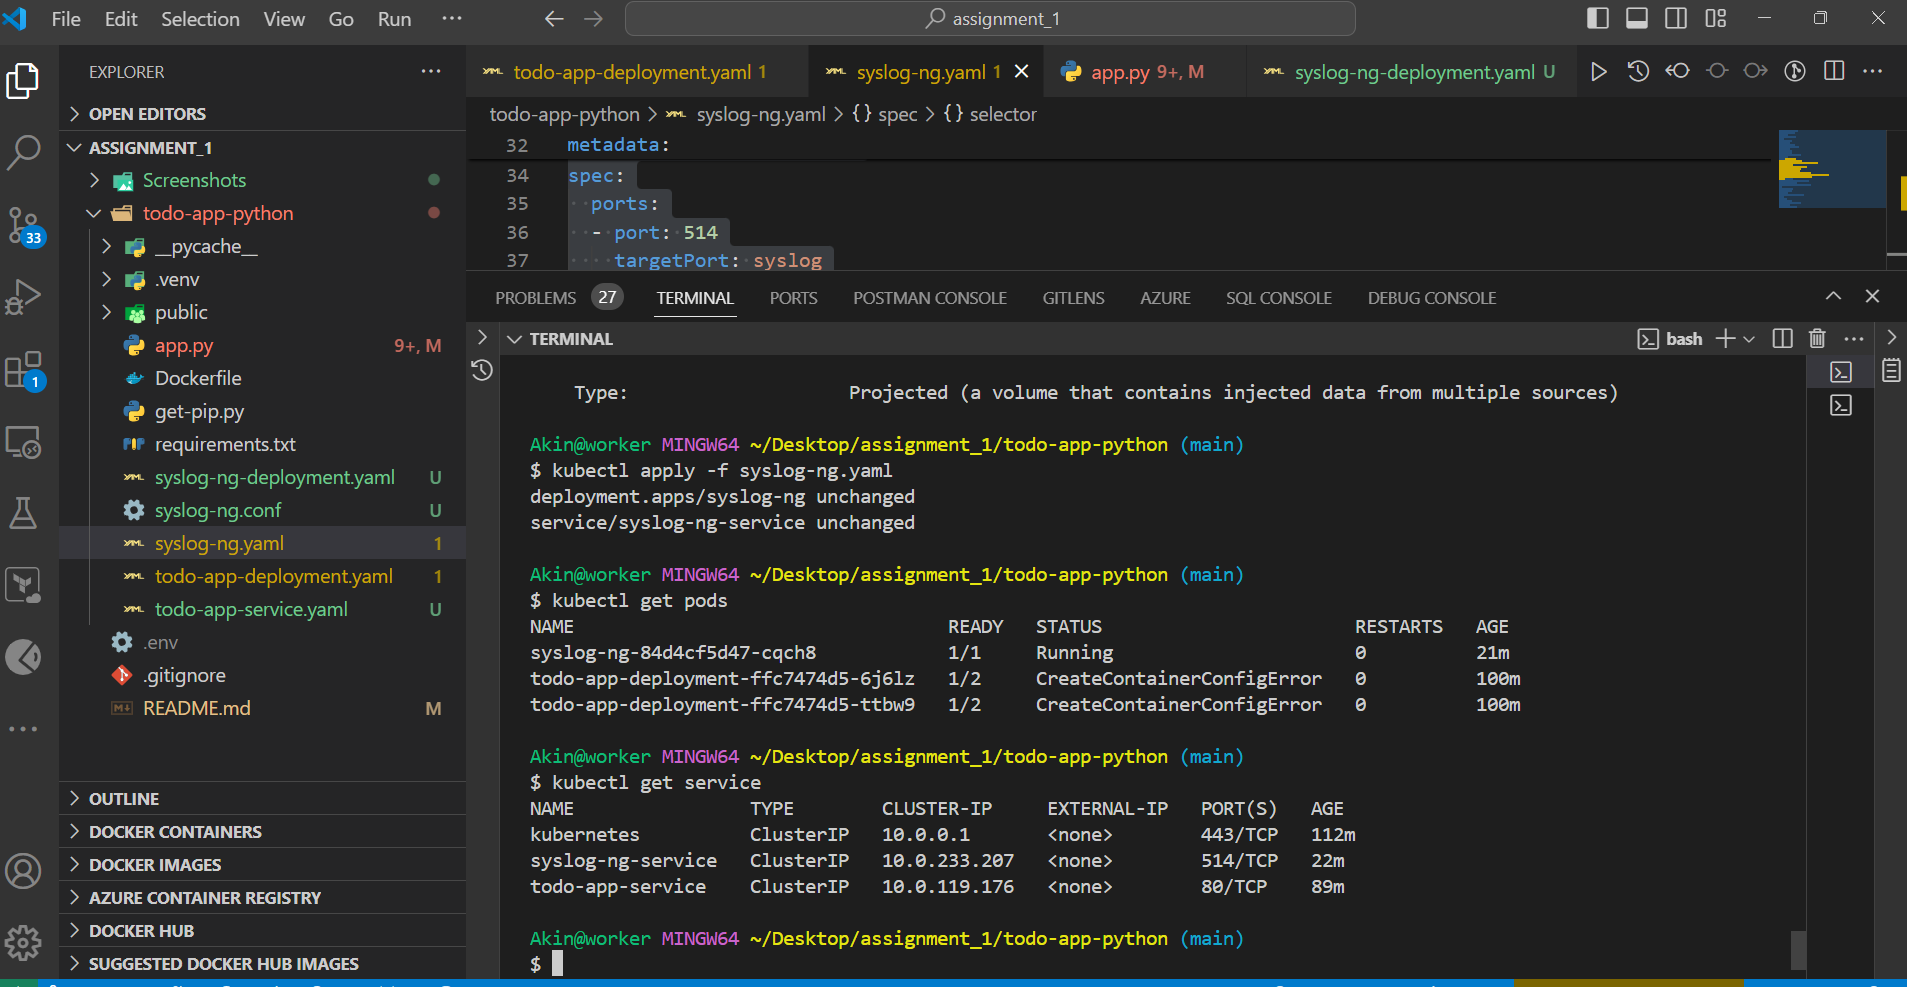 File Edit Selection View Go Run ··· assignment_1
EXPLORER ···
OPEN EDITORS
ASSIGNMENT_1
Screenshots
todo-app-python
__pycache__
.venv
public
app.py 9+, M
Dockerfile
get-pip.py
requirements.txt
syslog-ng-deployment.yaml U
syslog-ng.conf U
syslog-ng.yaml 1
todo-app-deployment.yaml 1
todo-app-service.yaml U
.env
.gitignore
README.md M
OUTLINE
DOCKER CONTAINERS
DOCKER IMAGES
AZURE CONTAINER REGISTRY
DOCKER HUB
SUGGESTED DOCKER HUB IMAGES
33
1
todo-app-deployment.yaml 1 syslog-ng.yaml 1 app.py 9+, M syslog-ng-deployment.yaml U
todo-app-python > syslog-ng.yaml > {} spec > {} selector
32 metadata:
34 spec:
35 ports:
36 - port: 514
37 targetPort: syslog
PROBLEMS 27 TERMINAL PORTS POSTMAN CONSOLE GITLENS AZURE SQL CONSOLE DEBUG CONSOLE
TERMINAL bash
Type: Projected (a volume that contains injected data from multiple sources)
Akin@worker MINGW64 ~/Desktop/assignment_1/todo-app-python (main)
$ kubectl apply -f syslog-ng.yaml
deployment.apps/syslog-ng unchanged
service/syslog-ng-service unchanged
Akin@worker MINGW64 ~/Desktop/assignment_1/todo-app-python (main)
$ kubectl get pods
NAME READY STATUS RESTARTS AGE
syslog-ng-84d4cf5d47-cqch8 1/1 Running 0 21m
todo-app-deployment-ffc7474d5-6j6lz 1/2 CreateContainerConfigError 0 100m
todo-app-deployment-ffc7474d5-ttbw9 1/2 CreateContainerConfigError 0 100m
Akin@worker MINGW64 ~/Desktop/assignment_1/todo-app-python (main)
$ kubectl get service
NAME TYPE CLUSTER-IP EXTERNAL-IP PORT(S) AGE
kubernetes ClusterIP 10.0.0.1 <none> 443/TCP 112m
syslog-ng-service ClusterIP 10.0.233.207 <none> 514/TCP 22m
todo-app-service ClusterIP 10.0.119.176 <none> 80/TCP 89m
Akin@worker MINGW64 ~/Desktop/assignment_1/todo-app-python (main)
$